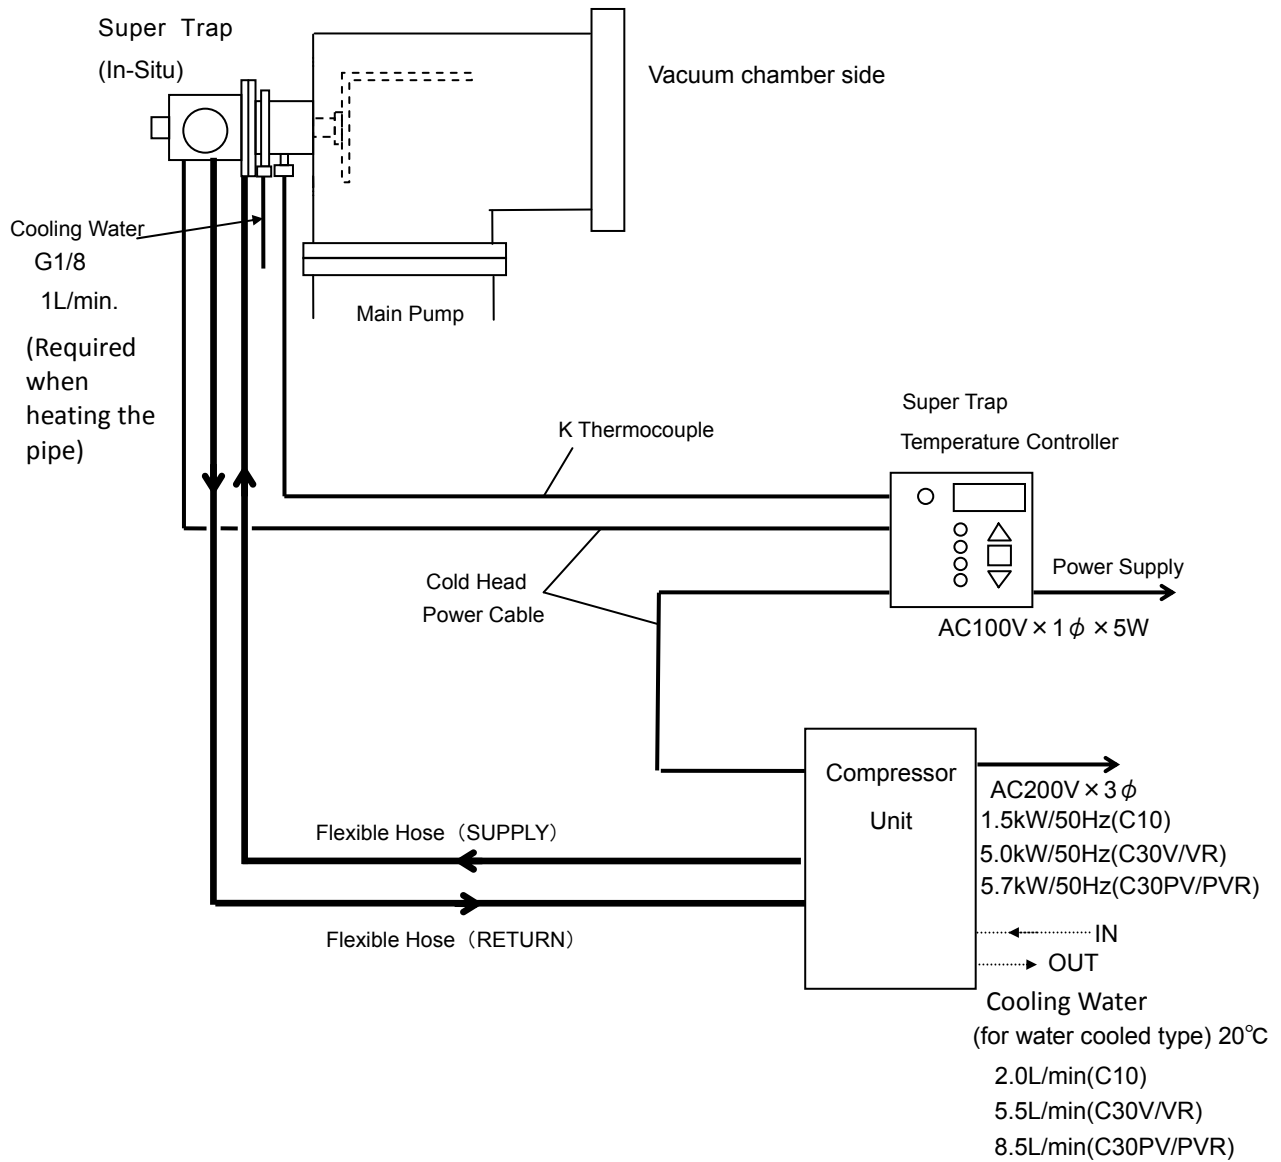 Super Trap
(In-Situ)
Vacuum chamber side
Cooling Water
G1/8
1L/min.
(Required
when
heating the
pipe)
Main Pump
K Thermocouple
Super Trap
Temperature Controller
Cold Head
Power Cable
Power Supply
AC100V×1φ×5W
Compressor
Unit
AC200V×3φ
1.5kW/50Hz(C10)
5.0kW/50Hz(C30V/VR)
5.7kW/50Hz(C30PV/PVR)
Flexible Hose（SUPPLY）
Flexible Hose（RETURN）
IN
OUT
Cooling Water
(for water cooled type) 20℃
2.0L/min(C10)
5.5L/min(C30V/VR)
8.5L/min(C30PV/PVR)